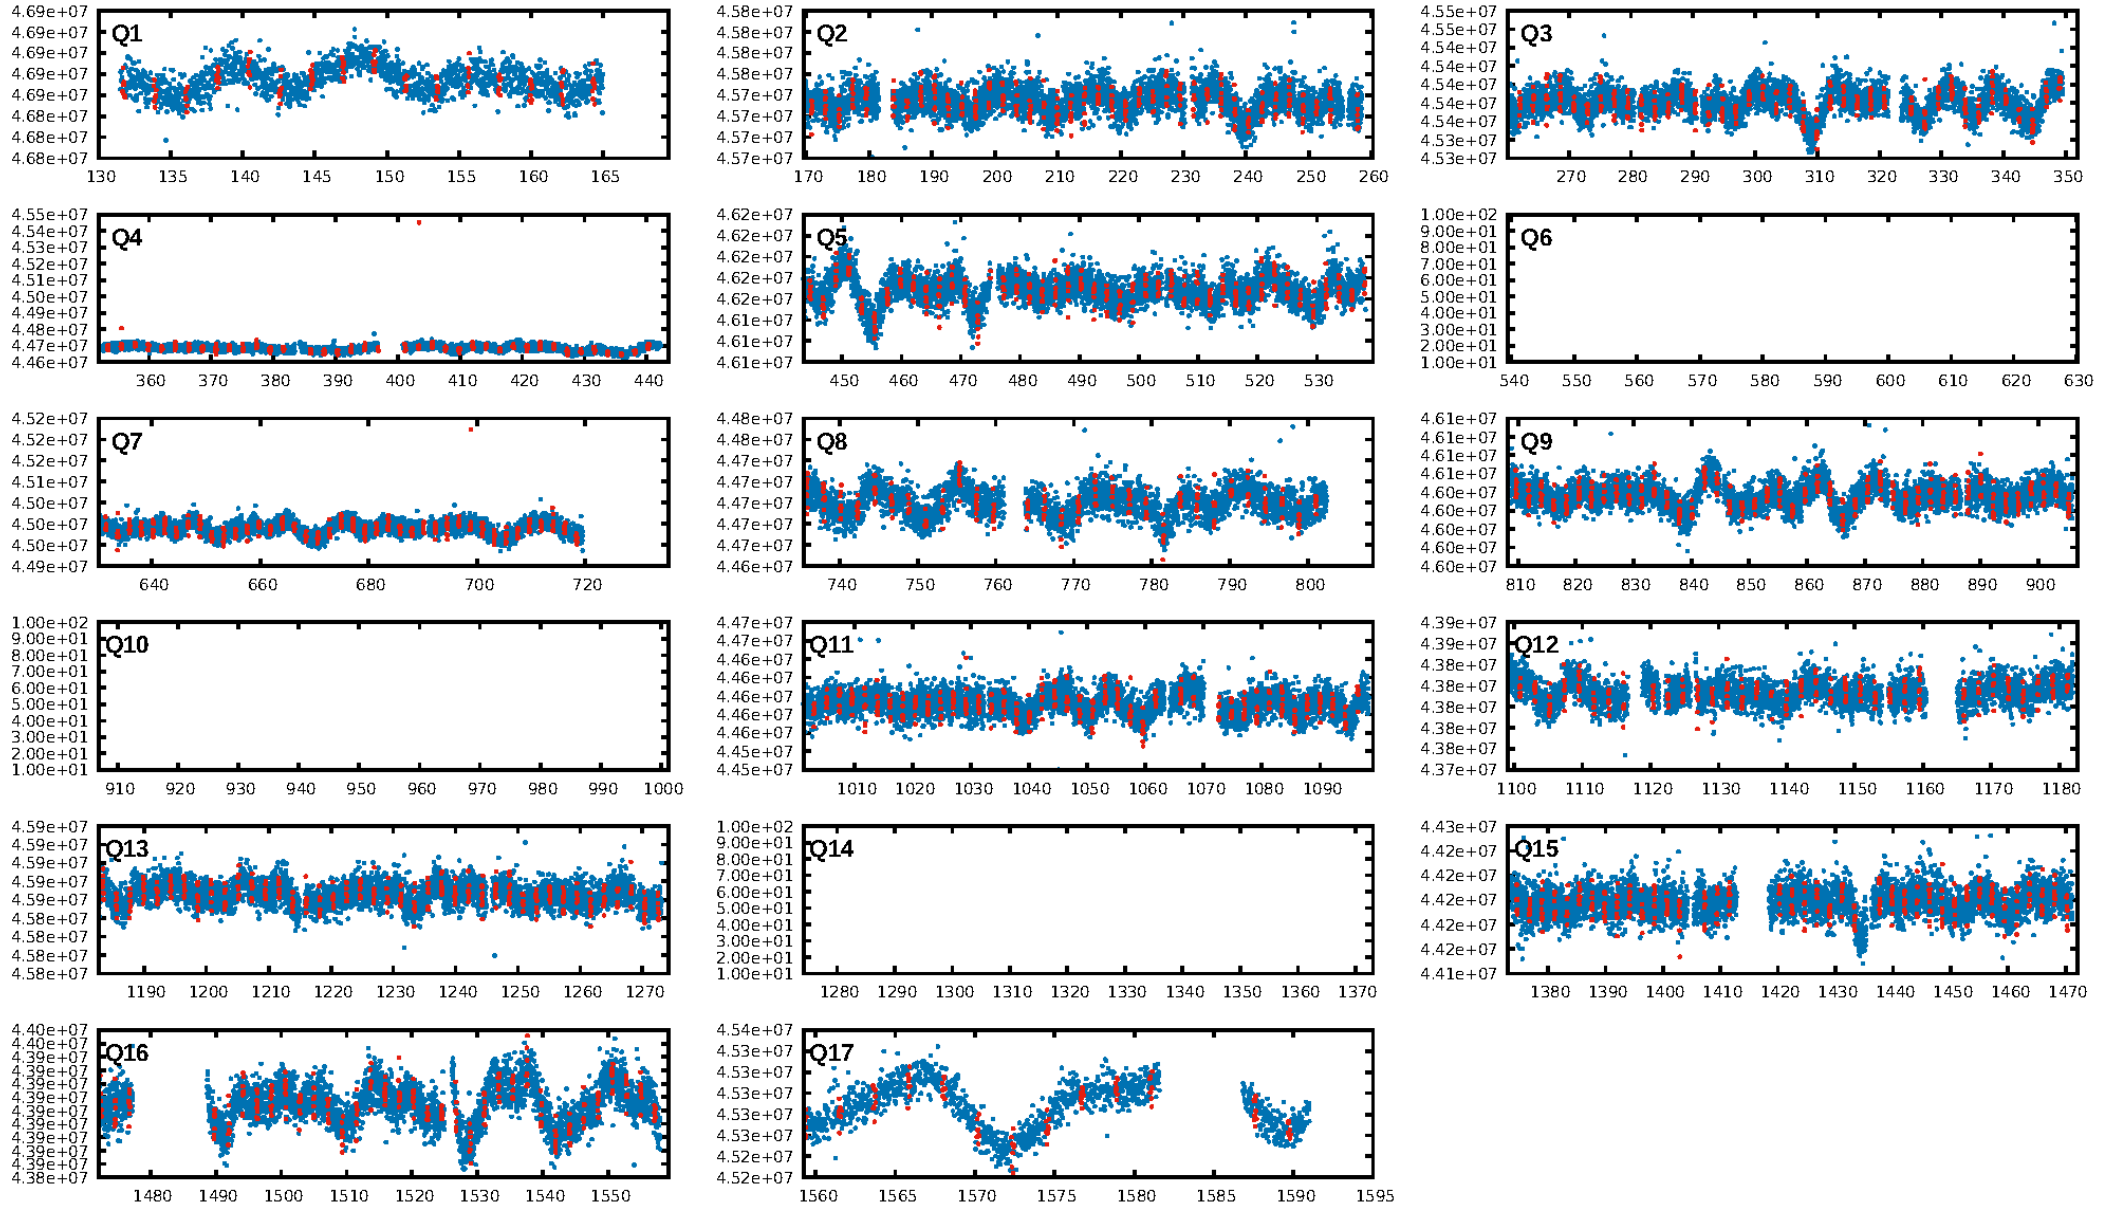 4.69e+07
4.69e+07
4.69e+07
4.69e+07
4.69e+07
4.68e+07
4.68e+07
4.68e+07
Q1
130 135 140 145 150 155 160 165
4.58e+07
4.58e+07
4.58e+07
4.58e+07
4.57e+07
4.57e+07
4.57e+07
4.57e+07
Q2
170 180 190 200 210 220 230 240 250 260
4.55e+07
4.55e+07
4.54e+07
4.54e+07
4.54e+07
4.54e+07
4.54e+07
4.53e+07
4.53e+07
Q3
270 280 290 300 310 320 330 340 350
4.55e+07
4.54e+07
4.53e+07
4.52e+07
4.51e+07
4.50e+07
4.49e+07
4.48e+07
4.47e+07
4.46e+07
Q4
360 370 380 390 400 410 420 430 440
4.62e+07
4.62e+07
4.62e+07
4.62e+07
4.62e+07
4.61e+07
4.61e+07
4.61e+07
Q5
450 460 470 480 490 500 510 520 530
1.00e+02
9.00e+01
8.00e+01
7.00e+01
6.00e+01
5.00e+01
4.00e+01
3.00e+01
2.00e+01
1.00e+01
Q6
540 550 560 570 580 590 600 610 620 630
4.52e+07
4.52e+07
4.52e+07
4.51e+07
4.50e+07
4.50e+07
4.50e+07
4.49e+07
Q7
640 660 680 700 720
4.48e+07
4.48e+07
4.47e+07
4.47e+07
4.47e+07
4.47e+07
4.47e+07
4.46e+07
Q8
740 750 760 770 780 790 800
4.61e+07
4.61e+07
4.61e+07
4.61e+07
4.60e+07
4.60e+07
4.60e+07
4.60e+07
4.60e+07
Q9
810 820 830 840 850 860 870 880 890 900
1.00e+02
9.00e+01
8.00e+01
7.00e+01
6.00e+01
5.00e+01
4.00e+01
3.00e+01
2.00e+01
1.00e+01
Q10
910 920 930 940 950 960 970 980 990 1000
4.47e+07
4.47e+07
4.46e+07
4.46e+07
4.46e+07
4.46e+07
4.46e+07
4.45e+07
4.45e+07
Q11
1010 1020 1030 1040 1050 1060 1070 1080 1090
4.39e+07
4.39e+07
4.38e+07
4.38e+07
4.38e+07
4.38e+07
4.38e+07
4.37e+07
Q12
1100 1110 1120 1130 1140 1150 1160 1170 1180
4.59e+07
4.59e+07
4.59e+07
4.59e+07
4.59e+07
4.58e+07
4.58e+07
4.58e+07
4.58e+07
Q13
1190 1200 1210 1220 1230 1240 1250 1260 1270
1.00e+02
9.00e+01
8.00e+01
7.00e+01
6.00e+01
5.00e+01
4.00e+01
3.00e+01
2.00e+01
1.00e+01
Q14
1280 1290 1300 1310 1320 1330 1340 1350 1360 1370
4.43e+07
4.42e+07
4.42e+07
4.42e+07
4.42e+07
4.42e+07
4.41e+07
Q15
1380 1390 1400 1410 1420 1430 1440 1450 1460 1470
4.40e+07
4.40e+07
4.39e+07
4.39e+07
4.39e+07
4.39e+07
4.39e+07
4.39e+07
4.39e+07
4.39e+07
4.39e+07
4.38e+07
Q16
1480 1490 1500 1510 1520 1530 1540 1550
4.54e+07
4.53e+07
4.53e+07
4.53e+07
4.53e+07
4.53e+07
4.52e+07
4.52e+07
Q17
1560 1565 1570 1575 1580 1585 1590 1595